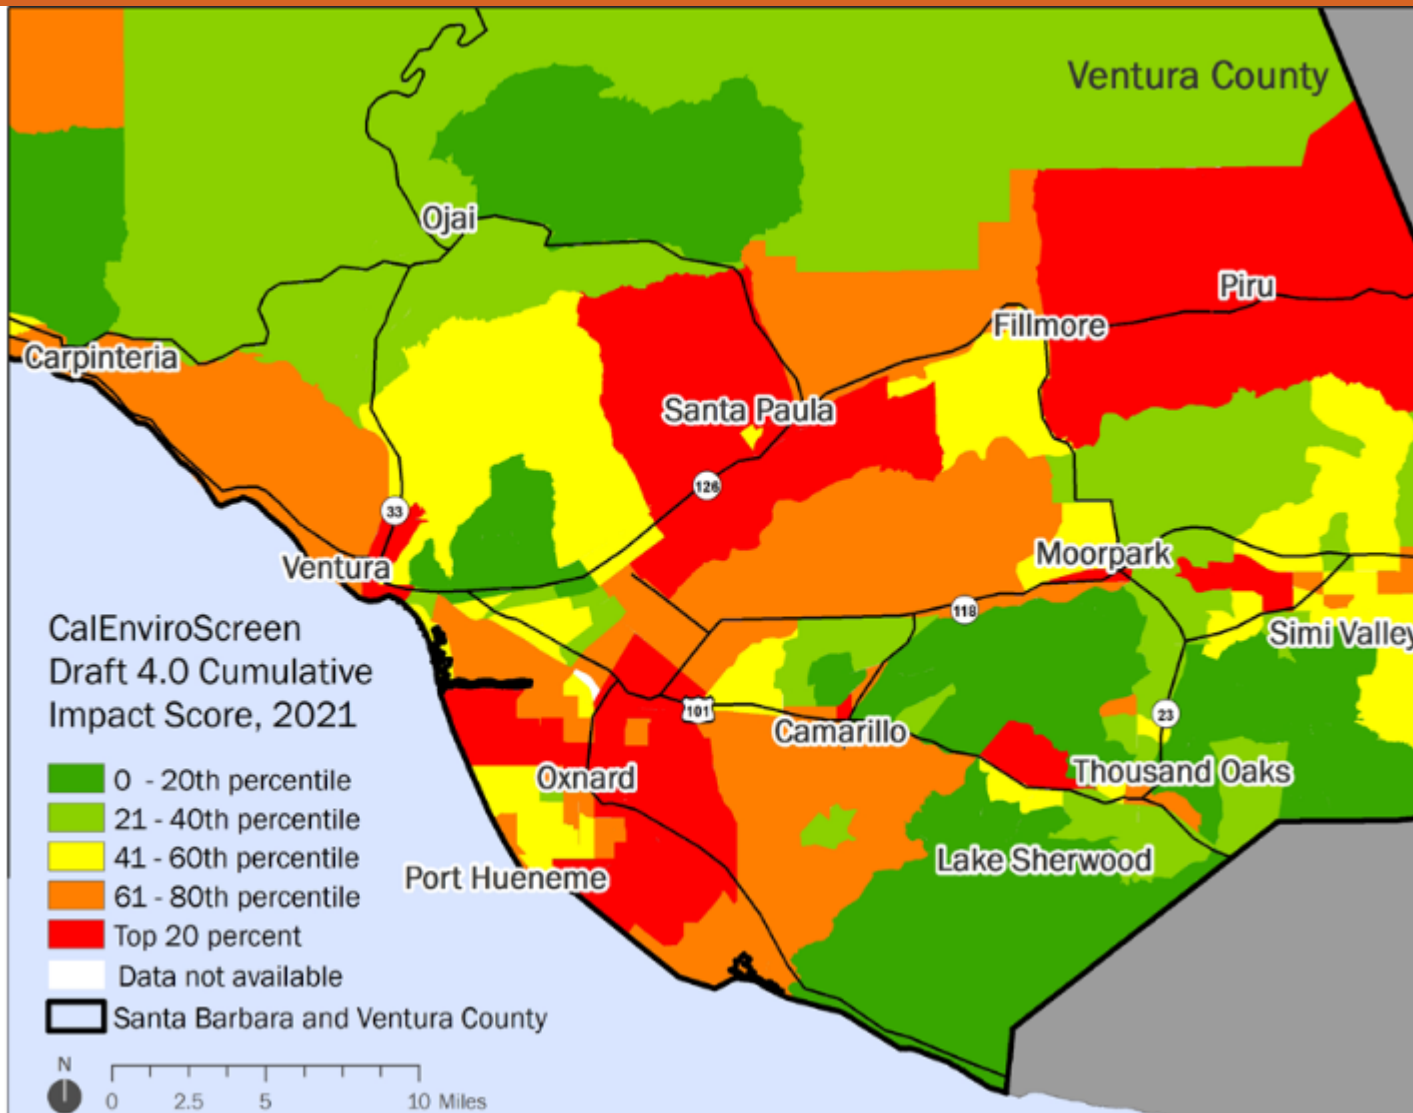 Ventura County
Ojai
Piru
Fillmore
Carpinteria
Santa Paula
126
33
Moorpark
Ventura
118
CalEnviroScreen
Draft 4.0 Cumulative
Impact Score, 2021
Simi Valley
101
23
Camarillo
Oxnard
Thousand Oaks
0 - 20th percentile
21 - 40th percentile
41 - 60th percentile
Lake Sherwood
Port Hueneme
61 - 80th percentile
Top 20 percent
Data not available
Santa Barbara and Ventura County
N
0 2.5 5 10 Miles